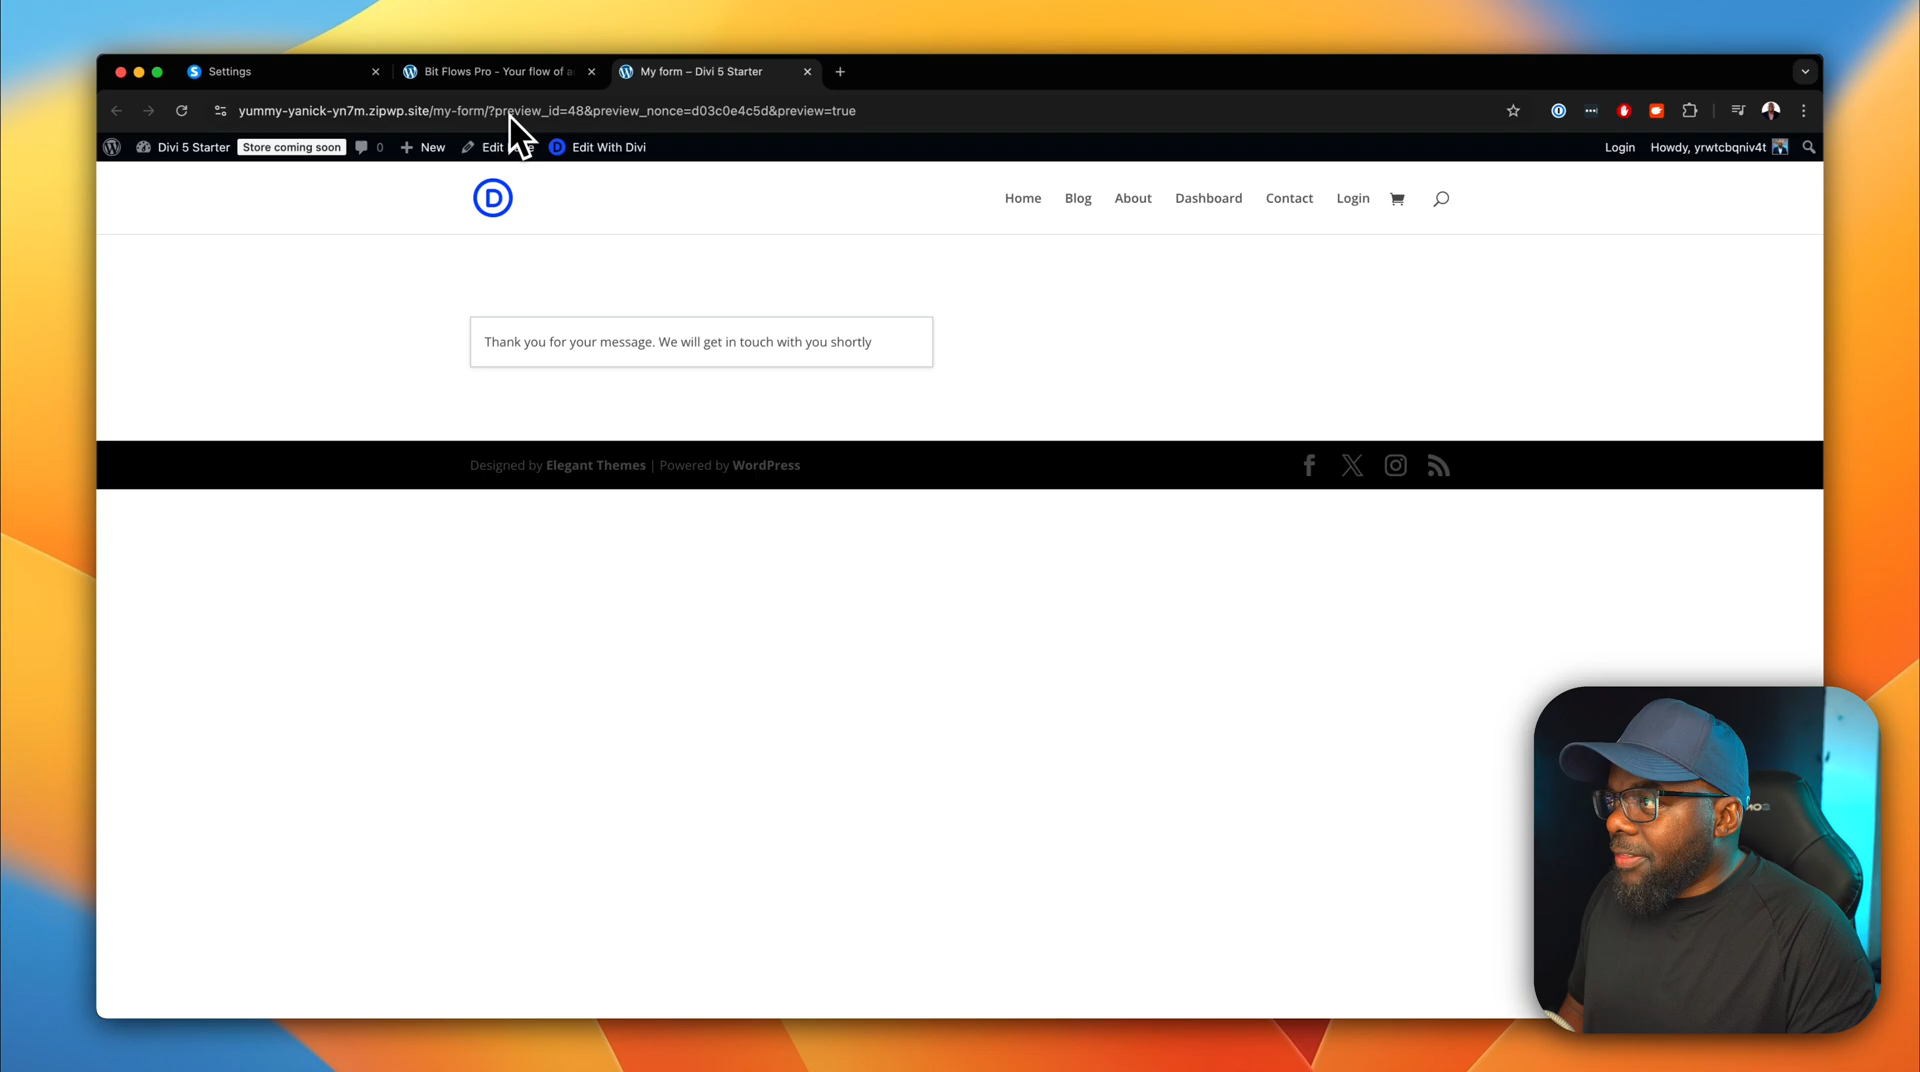 Settings
Bit Flows Pro - Your flow of a
My form – Divi 5 Starter
yummy-yanick-yn7m.zipwp.site/my-form/?preview_id=48&preview_nonce=d03c0e4c5d&preview=true
Divi 5 Starter
Store coming soon
0
New
Edit
Edit With Divi
Login
Howdy, yrwtcbqniv4t
D
Home
Blog
About
Dashboard
Contact
Login
Thank you for your message. We will get in touch with you shortly
Designed by Elegant Themes | Powered by WordPress